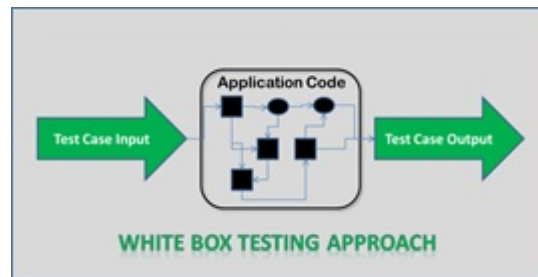 Application Code
Test Case Input
Test Case Output
WHITE BOX TESTING APPROACH